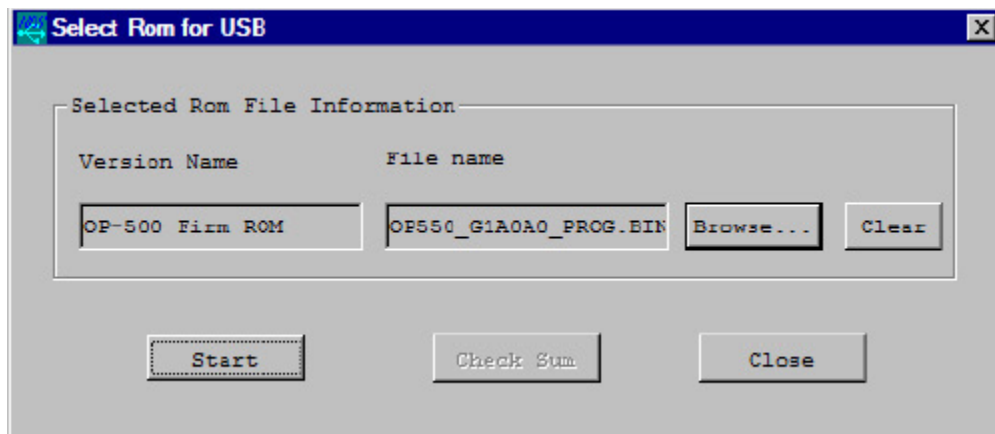 Select Rom for USB
Selected Rom File Information
Version Name File name
OP-500 Firm ROM OP550_G1A0A0_PROG.BIN Browse... Clear
Start Check Sum Close